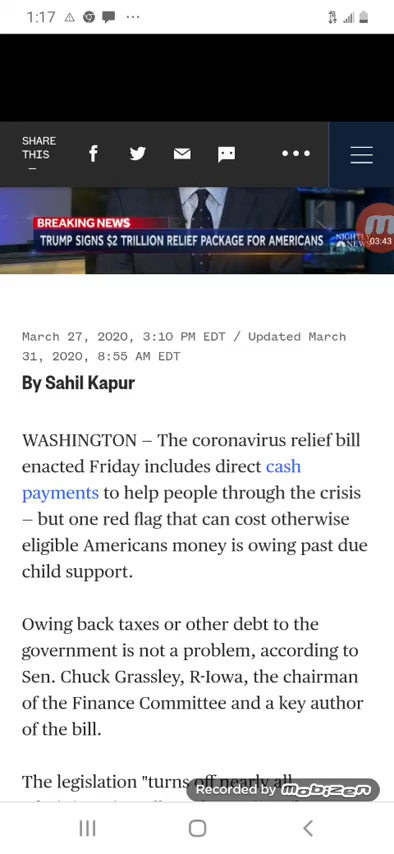 1:17
SHARE
THIS
BREAKING NEWS
TRUMP SIGNS $2 TRILLION RELIEF PACKAGE FOR AMERICANS
03:43
March 27, 2020, 3:10 PM EDT / Updated March
31, 2020, 8:55 AM EDT
By Sahil Kapur
WASHINGTON — The coronavirus relief bill
enacted Friday includes direct cash
payments to help people through the crisis
— but one red flag that can cost otherwise
eligible Americans money is owing past due
child support.
Owing back taxes or other debt to the
government is not a problem, according to
Sen. Chuck Grassley, R-Iowa, the chairman
of the Finance Committee and a key author
of the bill.
The legislation "turns off nearly all
Recorded by mobizen